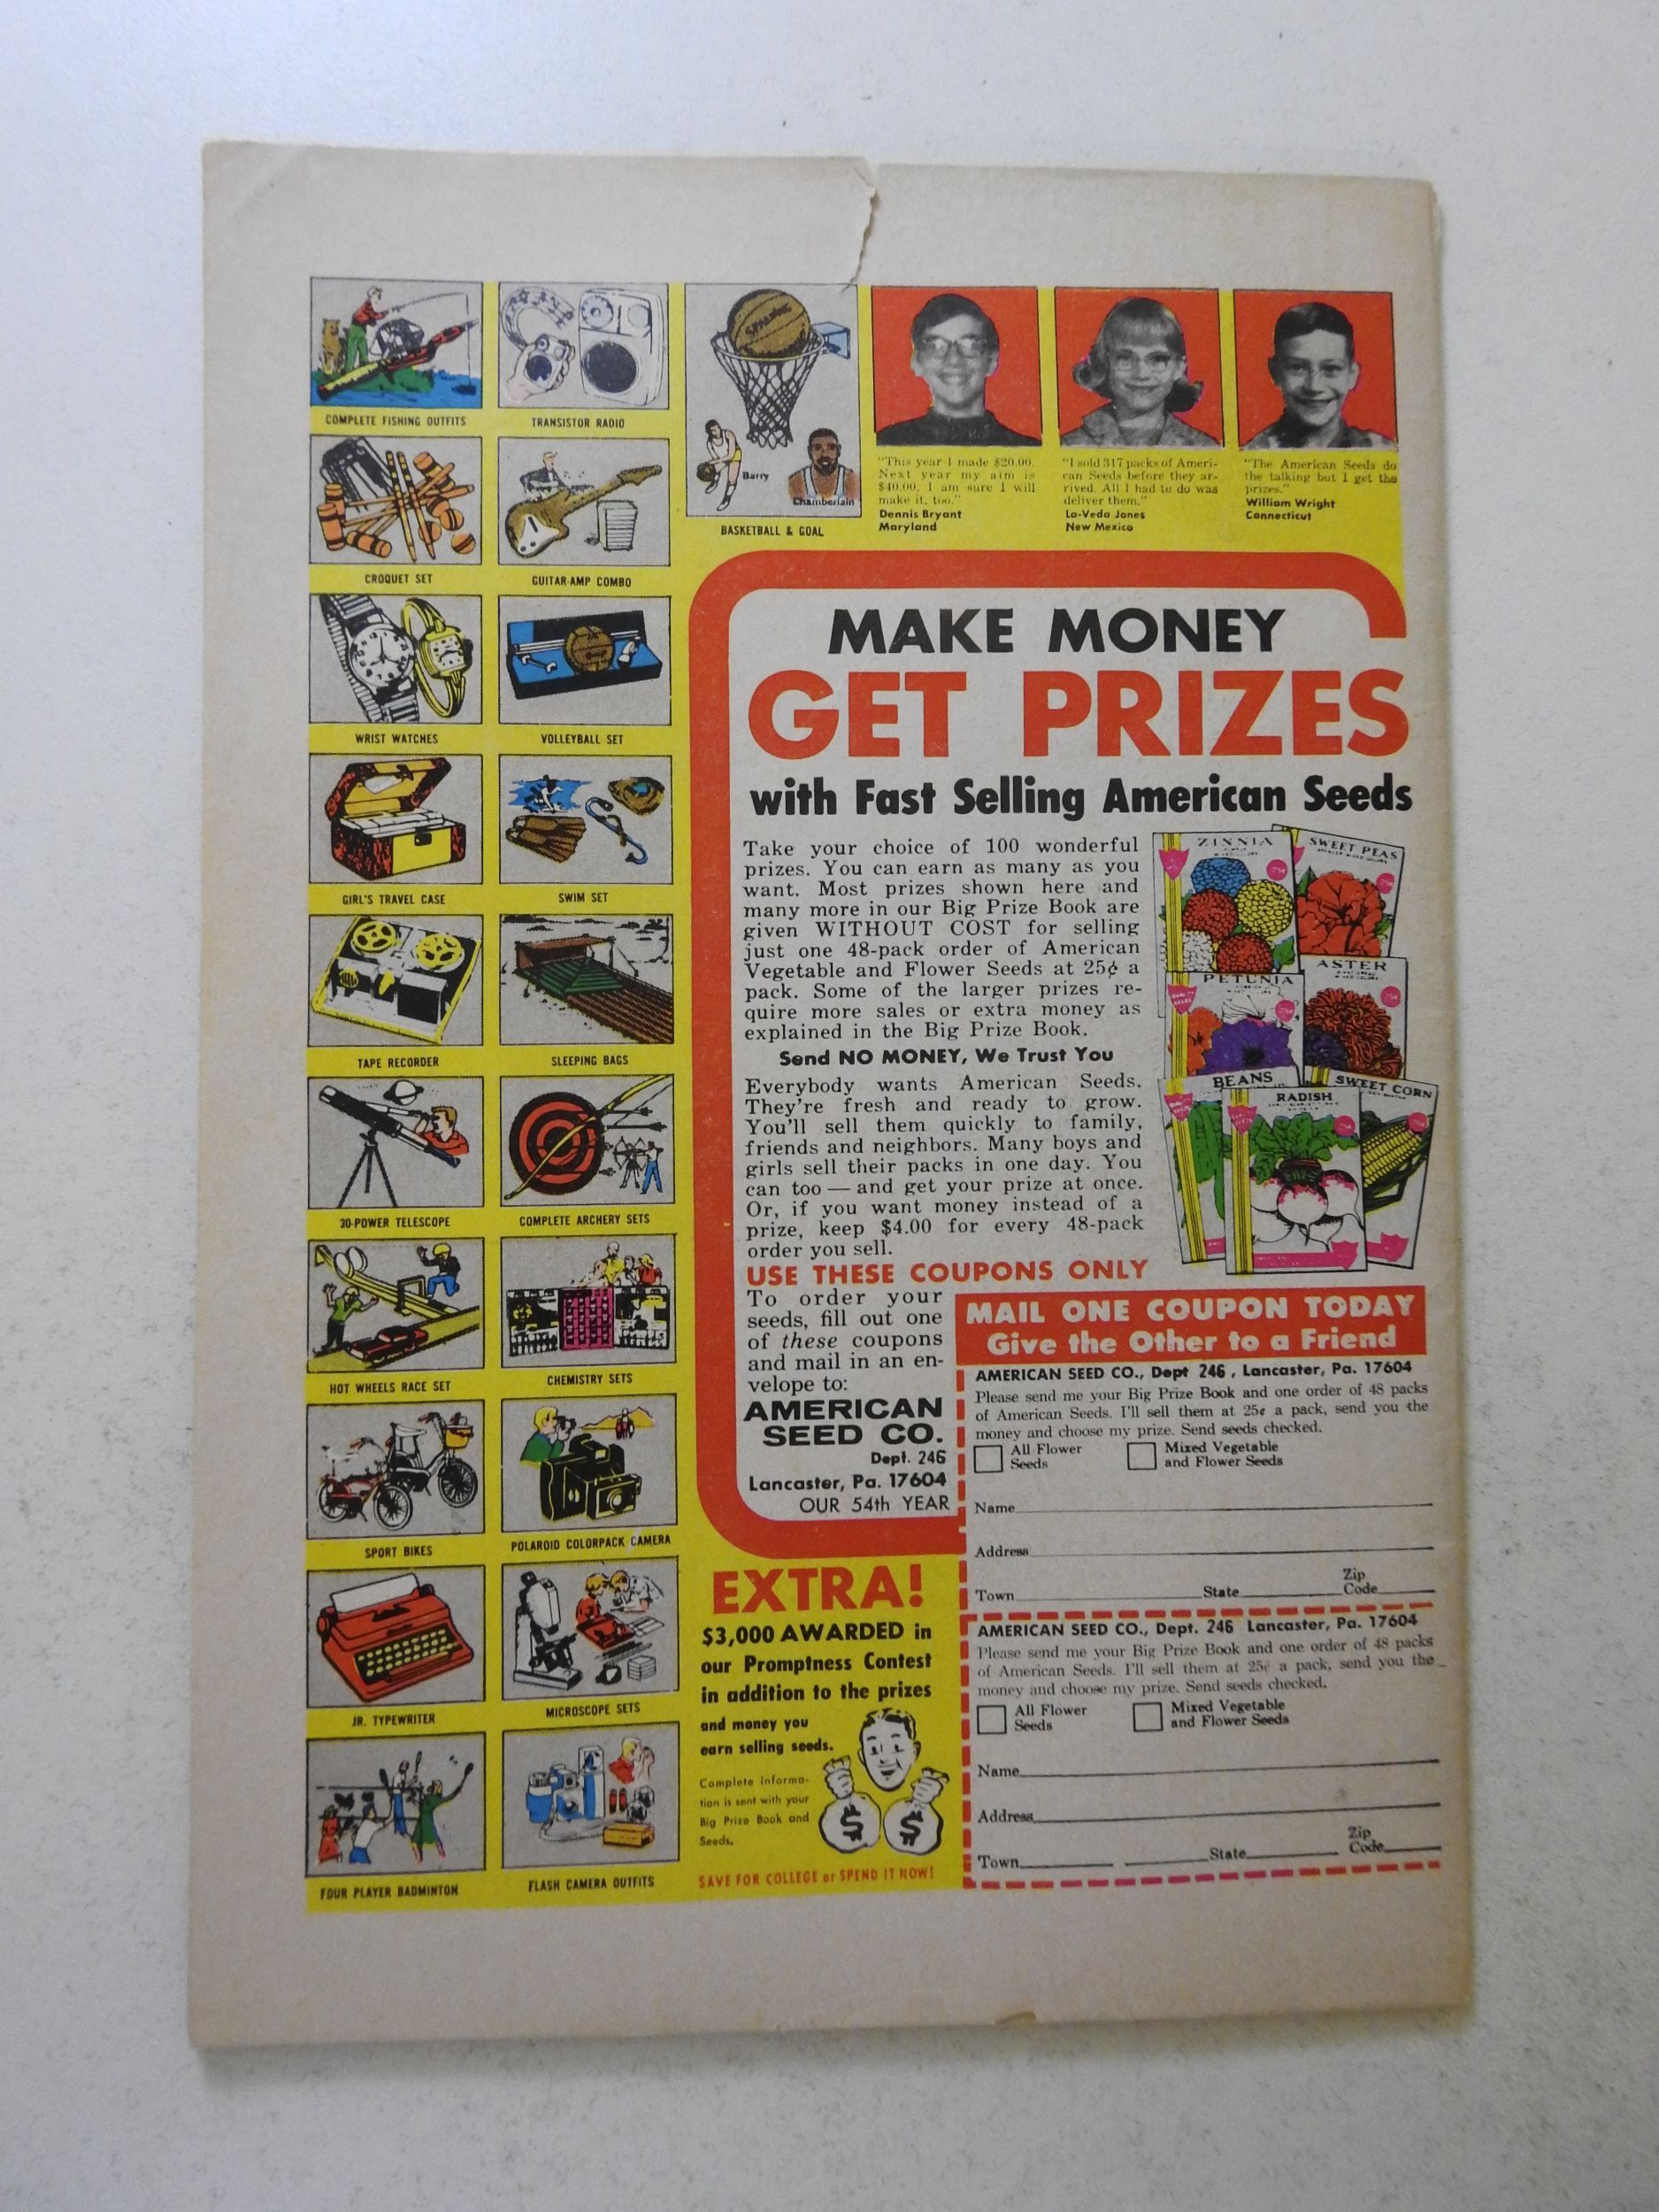 COMPLETE FISHING OUTFITS
TRANSISTOR RADIO
CROQUET SET
GUITAR-AMP COMBO
WRIST WATCHES
VOLLEYBALL SET
GIRL'S TRAVEL CASE
SWIM SET
TAPE RECORDER
SLEEPING BAGS
30-POWER TELESCOPE
COMPLETE ARCHERY SETS
HOT WHEELS RACE SET
CHEMISTRY SETS
SPORT BIKES
POLAROID COLORPACK CAMERA
JR. TYPEWRITER
MICROSCOPE SETS
FOUR PLAYER BADMINTON
FLASH CAMERA OUTFITS
SPALDING
Barry
Chamberlain
BASKETBALL & GOAL
"This year I made $20.00.
Next year my aim is
$40.00. I am sure I will
make it, too."
Dennis Bryant
Maryland
"I sold 317 packs of Ameri-
can Seeds before they ar-
rived. All I had to do was
deliver them."
La-Veda Jones
New Mexico
"The American Seeds do
the talking but I get the
prizes."
William Wright
Connecticut
MAKE MONEY
GET PRIZES
with Fast Selling American Seeds
Take your choice of 100 wonderful
prizes. You can earn as many as you
want. Most prizes shown here and
many more in our Big Prize Book are
given WITHOUT COST for selling
just one 48-pack order of American
Vegetable and Flower Seeds at 25¢ a
pack. Some of the larger prizes re-
quire more sales or extra money as
explained in the Big Prize Book.
Send NO MONEY, We Trust You
Everybody wants American Seeds.
They're fresh and ready to grow.
You'll sell them quickly to family,
friends and neighbors. Many boys and
girls sell their packs in one day. You
can too — and get your prize at once.
Or, if you want money instead of a
prize, keep $4.00 for every 48-pack
order you sell.
ZINNIA
SWEET PEAS
PETUNIA
ASTER
BEANS
SWEET CORN
RADISH
USE THESE COUPONS ONLY
To order your
seeds, fill out one
of these coupons
and mail in an en-
velope to:
AMERICAN
SEED CO.
Dept. 246
Lancaster, Pa. 17604
OUR 54th YEAR
MAIL ONE COUPON TODAY
Give the Other to a Friend
AMERICAN SEED CO., Dept 246, Lancaster, Pa. 17604
Please send me your Big Prize Book and one order of 48 packs
of American Seeds. I'll sell them at 25¢ a pack, send you the
money and choose my prize. Send seeds checked.
All Flower
Seeds
Mixed Vegetable
and Flower Seeds
Name
Address
Town State Zip
Code
AMERICAN SEED CO., Dept. 246 Lancaster, Pa. 17604
Please send me your Big Prize Book and one order of 48 packs
of American Seeds. I'll sell them at 25¢ a pack, send you the
money and choose my prize. Send seeds checked.
All Flower
Seeds
Mixed Vegetable
and Flower Seeds
Name
Address
Town State Zip
Code
EXTRA!
$3,000 AWARDED in
our Promptness Contest
in addition to the prizes
and money you
earn selling seeds.
Complete informa-
tion is sent with your
Big Prize Book and
Seeds.
$ $
SAVE FOR COLLEGE or SPEND IT NOW!